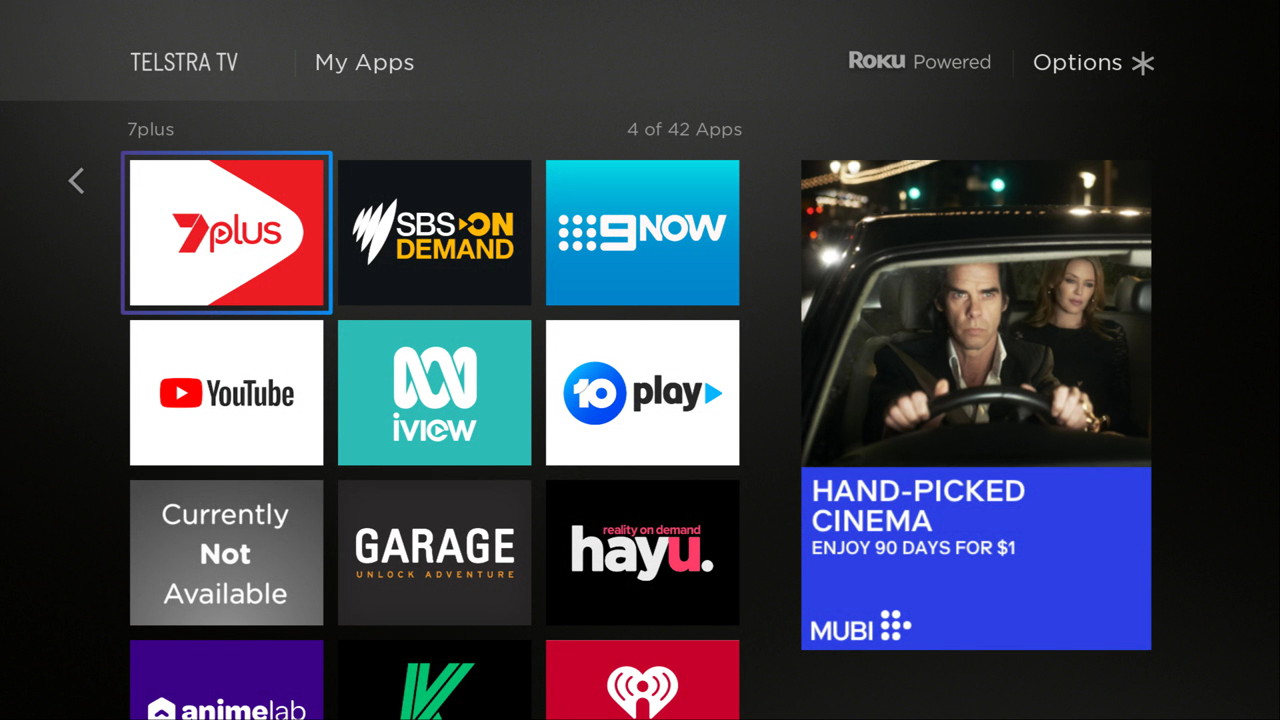 TELSTRA TV
My Apps
Roku Powered
Options
7plus
4 of 42 Apps
7plus
SBS ON
DEMAND
9NOW
YouTube
iview
10 play
Currently
Not
Available
GARAGE
UNLOCK ADVENTURE
reality on demand
hayu.
animelab
K
HAND-PICKED
CINEMA
ENJOY 90 DAYS FOR $1
MUBI